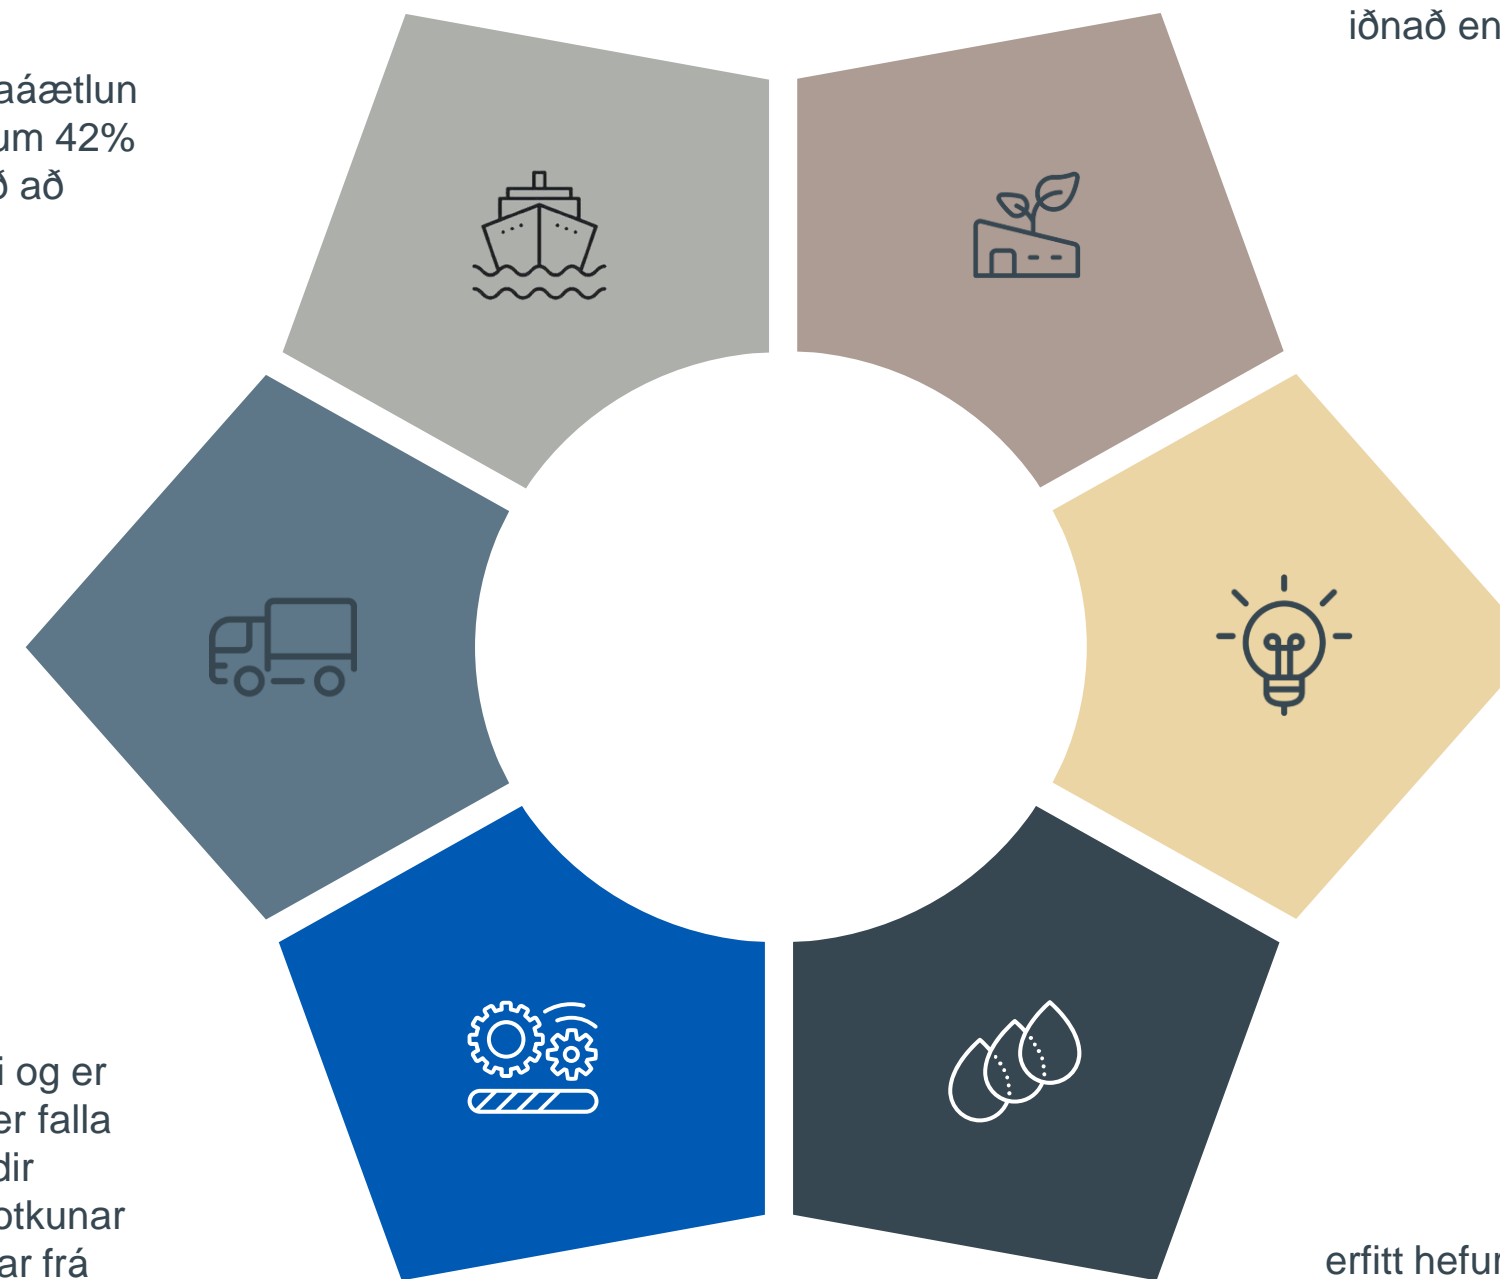 iðnað en
aáætlun
um 42%
ð að
i og er
er falla
dir
otkunar
ar frá
erfitt hefur